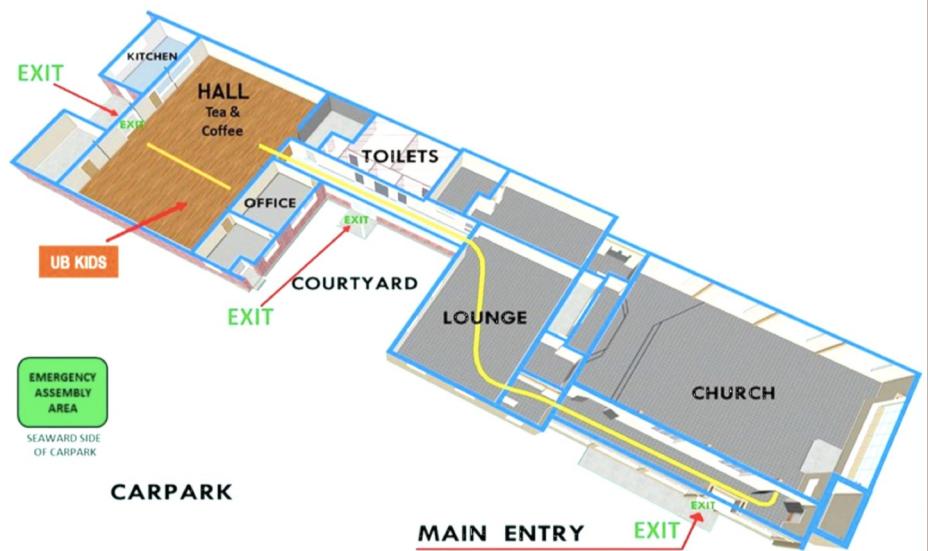 KITCHEN
EXIT
HALL
Tea &
Coffee
EXIT
TOILETS
OFFICE
EXIT
UB KIDS
COURTYARD
EXIT
LOUNGE
EMERGENCY
ASSEMBLY
AREA
SEAWARD SIDE
OF CARPARK
CHURCH
CARPARK
EXIT
MAIN ENTRY
EXIT